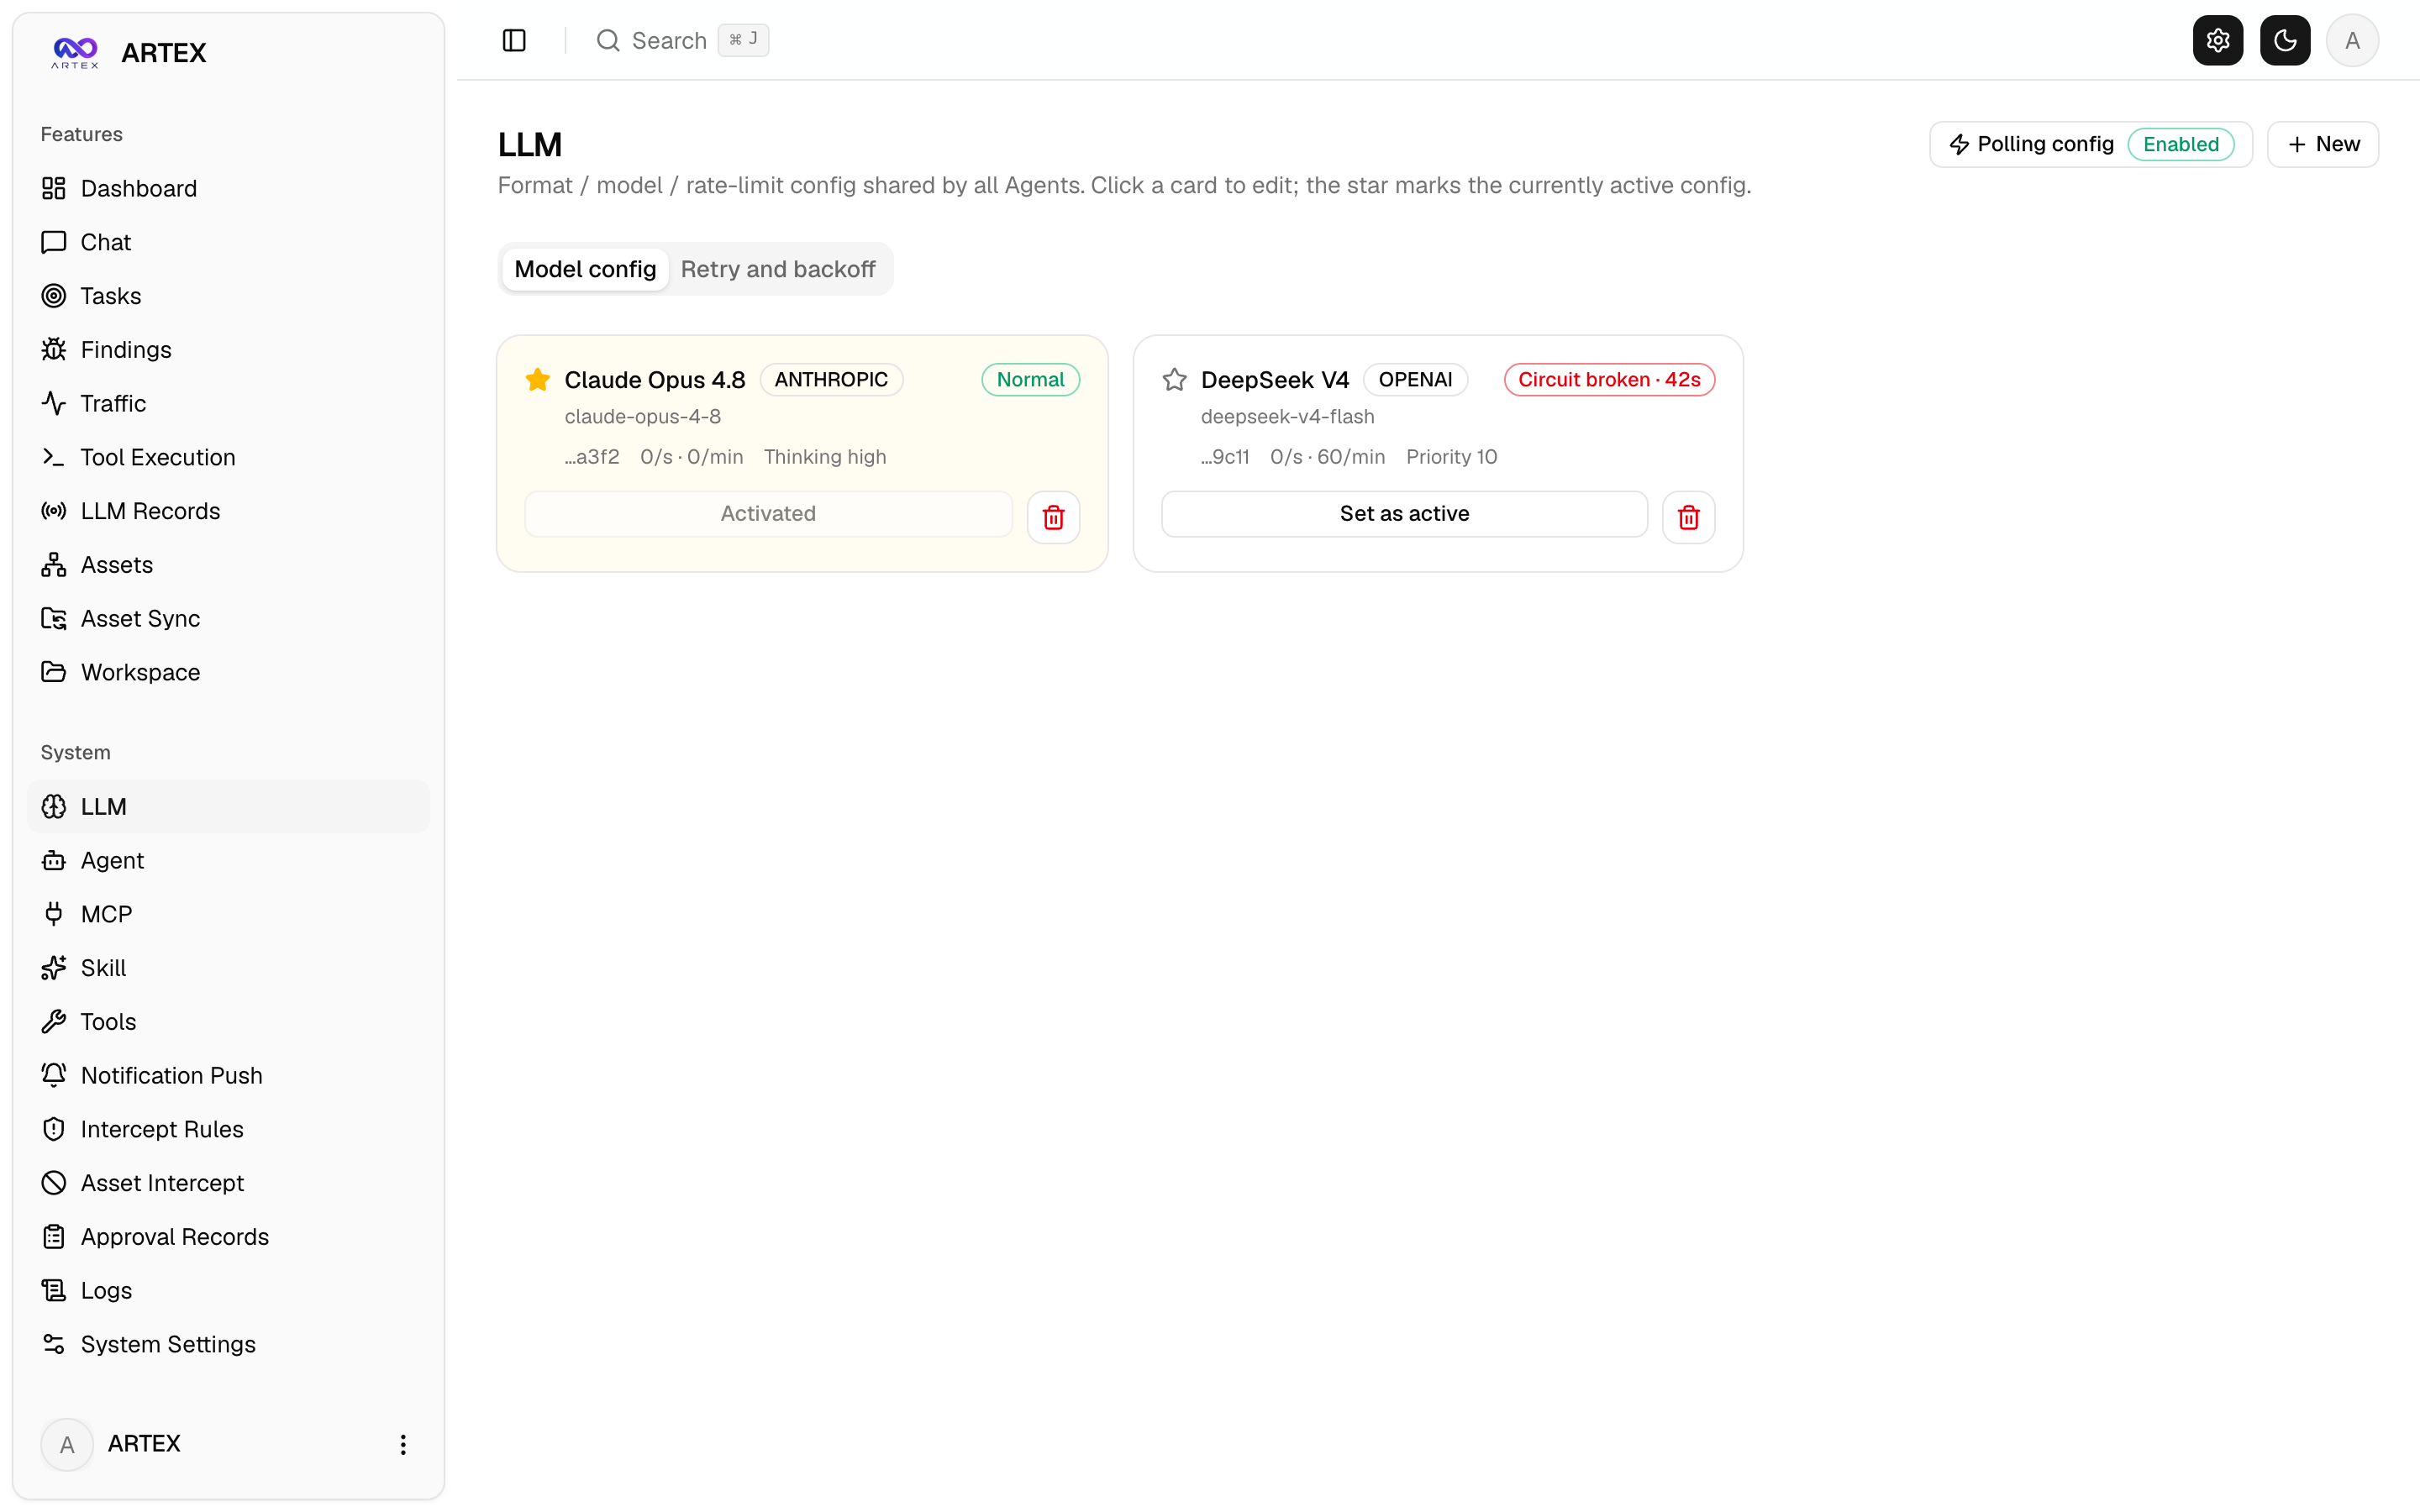 ARTEX
ARTEX
Features
Dashboard
Chat
Tasks
Findings
Traffic
Tool Execution
LLM Records
Assets
Asset Sync
Workspace
System
LLM
Agent
MCP
Skill
Tools
Notification Push
Intercept Rules
Asset Intercept
Approval Records
Logs
System Settings
A ARTEX
Search ⌘ J
A
LLM
Polling config Enabled
+ New
Format / model / rate-limit config shared by all Agents. Click a card to edit; the star marks the currently active config.
Model config Retry and backoff
Claude Opus 4.8 ANTHROPIC Normal
claude-opus-4-8
...a3f2 0/s · 0/min Thinking high
Activated
DeepSeek V4 OPENAI Circuit broken · 42s
deepseek-v4-flash
...9c11 0/s · 60/min Priority 10
Set as active